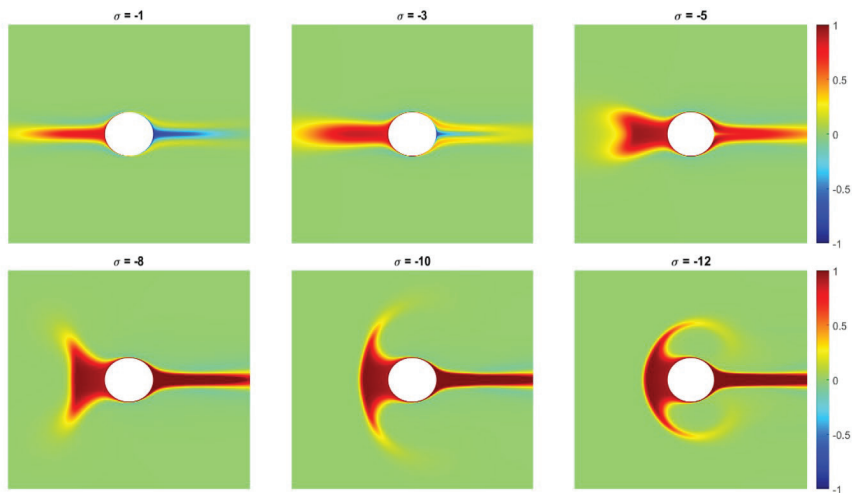 σ = -1
σ = -3
σ = -5
1
0.5
0
-0.5
-1
σ = -8
σ = -10
σ = -12
1
0.5
0
-0.5
-1